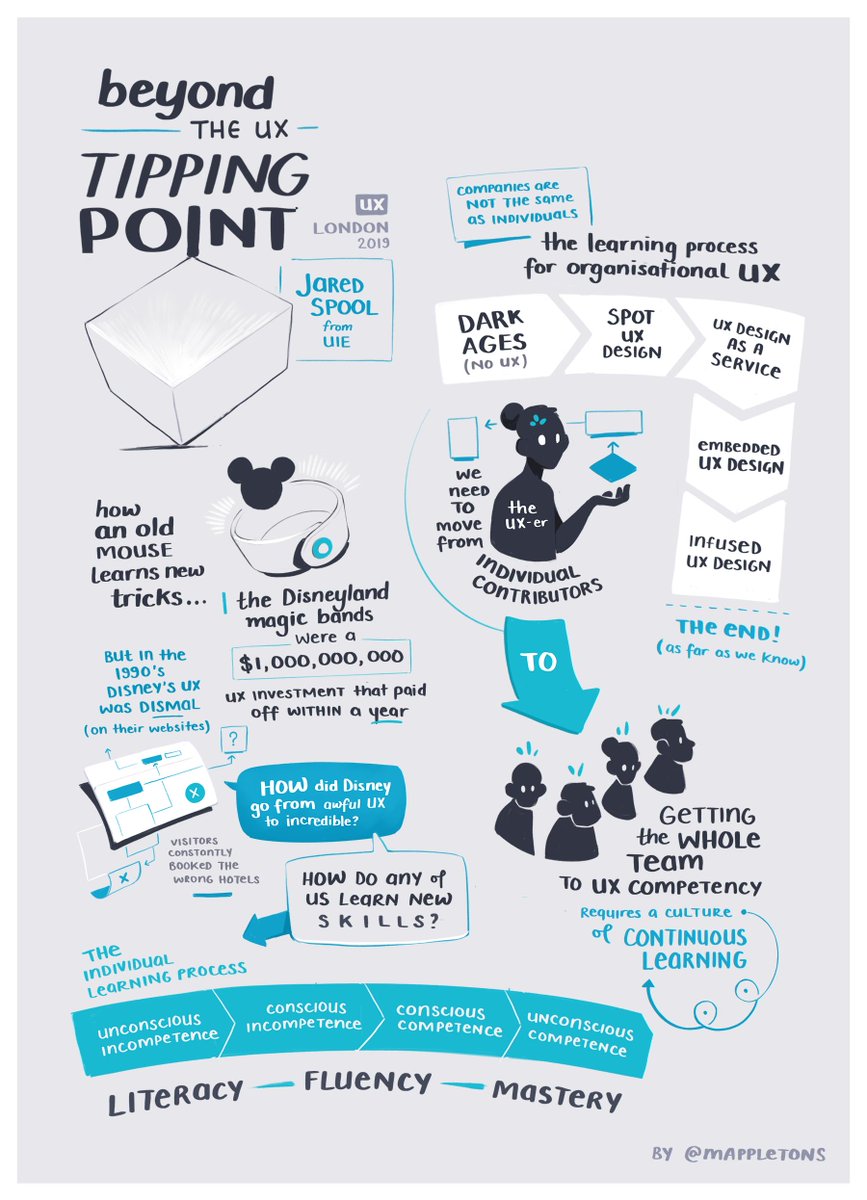 beyond
THE UX
TIPPING
POINT
UX
LONDON
2019
JARED
SPOOL
from
UIE
how
an old
MOUSE
learns new
tricks...
the Disneyland
magic bands
were a
$1,000,000,000
UX INVESTMENT that paid
off WITHIN a year
BUT IN the
1990's
DISNEY'S UX
WAS DISMAL
(on their websites)
?
X
X
VISITORS
CONSTONTLY
BOOKED THE
WRONG HOTELS
HOW did Disney
go from awful UX
to incredible?
HOW DO ANY of
US LEARN NEW
SKILLS?
THE
INDIVIDUAL
LEARNING PROCESS
UNCONSCIOUS
INCOMPETENCE
CONSCIOUS
INCOMPETENCE
CONSCIOUS
COMPETENCE
UNCONSCIOUS
COMPETENCE
LITERACY — FLUENCY — MASTERY
COMPANIES ARE
NOT THE SAME
AS INDIVIDUALS
the learning process
for organisational UX
DARK
AGES
(NO UX)
SPOT
UX
DESIGN
UX DESIGN
AS A
SERVICE
EMBEDDED
UX DESIGN
INFUSED
UX DESIGN
THE END!
(as far as we know)
WE
NEED
TO
move
from
the
UX-er
INDIVIDUAL
CONTRIBUTORS
TO
GETTING
the WHOLE
TEAM
TO UX COMPETENCY
REQUIRES A CULTURE
of CONTINUOUS
LEARNING
BY @MAPPLETONS